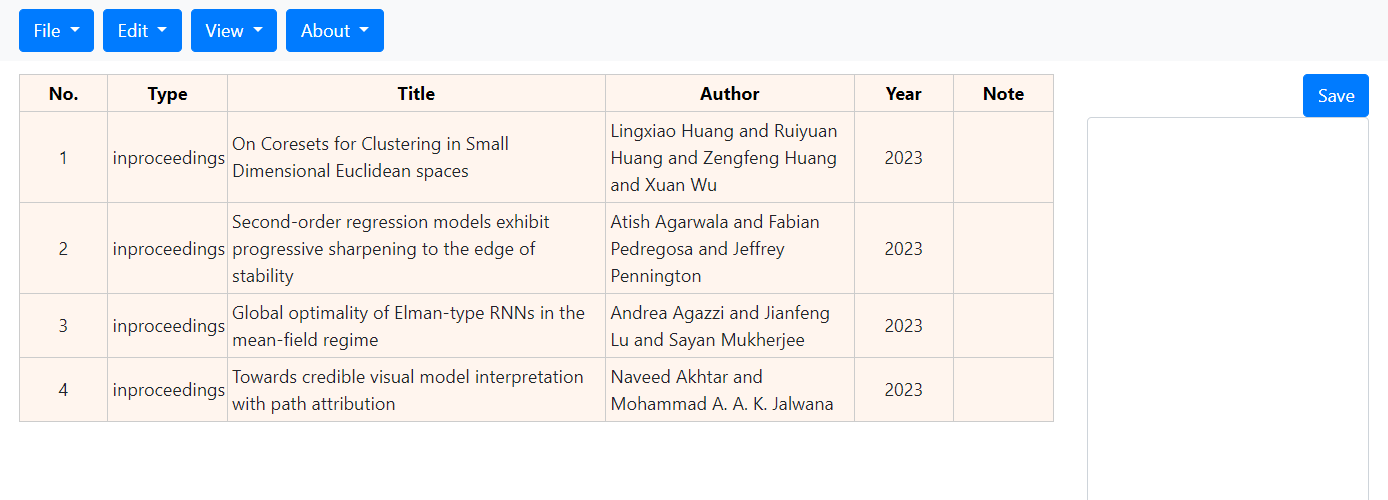 File Edit View About
No. Type Title Author Year Note Save
1 inproceedings On Coresets for Clustering in Small Dimensional Euclidean spaces Lingxiao Huang and Ruiyuan Huang and Zengfeng Huang and Xuan Wu 2023
2 inproceedings Second-order regression models exhibit progressive sharpening to the edge of stability Atish Agarwala and Fabian Pedregosa and Jeffrey Pennington 2023
3 inproceedings Global optimality of Elman-type RNNs in the mean-field regime Andrea Agazzi and Jianfeng Lu and Sayan Mukherjee 2023
4 inproceedings Towards credible visual model interpretation with path attribution Naveed Akhtar and Mohammad A. A. K. Jalwana 2023